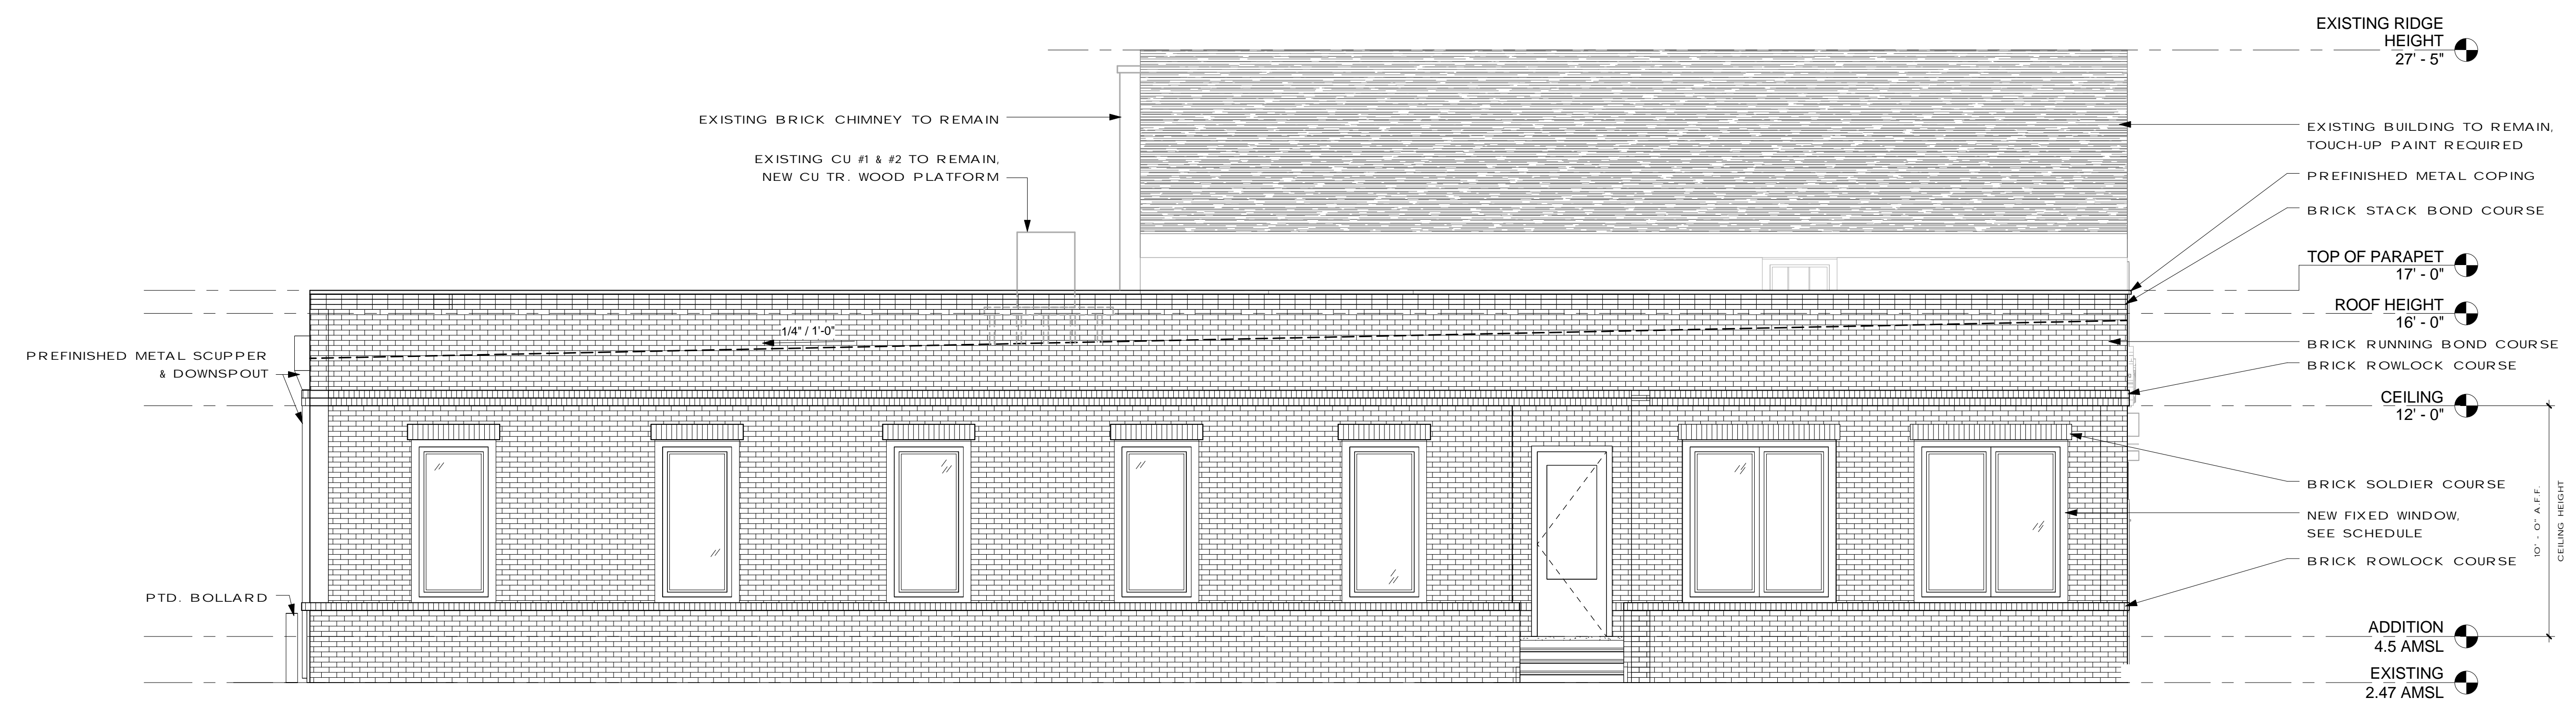 EXISTING RIDGE
HEIGHT
27' - 5"
EXISTING BRICK CHIMNEY TO REMAIN
EXISTING BUILDING TO REMAIN,
TOUCH-UP PAINT REQUIRED
EXISTING CU #1 & #2 TO REMAIN,
NEW CU TR. WOOD PLATFORM
PREFINISHED METAL COPING
BRICK STACK BOND COURSE
TOP OF PARAPET
17' - 0"
ROOF HEIGHT
16' - 0"
1/4" / 1'-0"
BRICK RUNNING BOND COURSE
PREFINISHED METAL SCUPPER
& DOWNSPOUT
BRICK ROWLOCK COURSE
CEILING
12' - 0"
BRICK SOLDIER COURSE
10' - 0" A.F.F.
CEILING HEIGHT
NEW FIXED WINDOW,
SEE SCHEDULE
BRICK ROWLOCK COURSE
PTD. BOLLARD
ADDITION
4.5 AMSL
EXISTING
2.47 AMSL